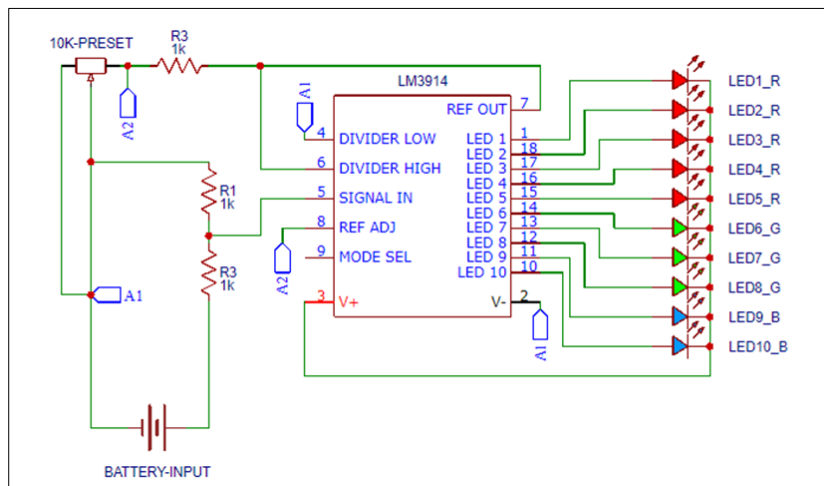 10K-PRESET
R3
1k
A2
A1
LM3914
REF OUT 7
4 DIVIDER LOW
6 DIVIDER HIGH
5 SIGNAL IN
8 REF ADJ
9 MODE SEL
3 V+
LED 1 1
LED 2 18
LED 3 17
LED 4 16
LED 5 15
LED 6 14
LED 7 13
LED 8 12
LED 9 11
LED 10 10
V- 2
R1
1k
R3
1k
A1
A2
A1
LED1_R
LED2_R
LED3_R
LED4_R
LED5_R
LED6_G
LED7_G
LED8_G
LED9_B
LED10_B
BATTERY-INPUT